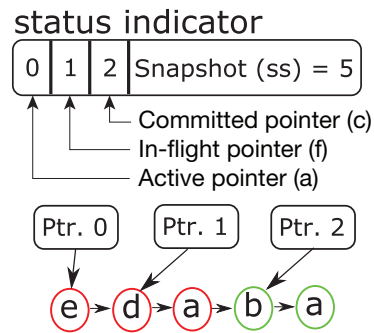 status indicator
0 1 2 Snapshot (ss) = 5
Committed pointer (c)
In-flight pointer (f)
Active pointer (a)
Ptr. 0 Ptr. 1 Ptr. 2
e d a b a